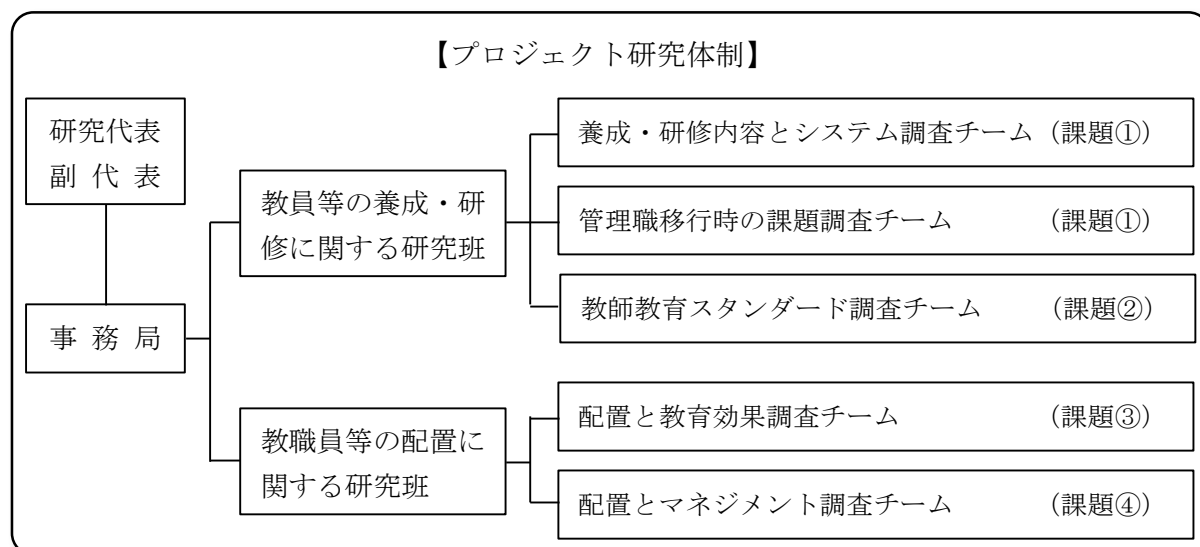 【プロジェクト研究体制】
研究代表
副 代 表
事 務 局
教員等の養成・研
修に関する研究班
養成・研修内容とシステム調査チーム (課題①)
管理職移行時の課題調査チーム (課題①)
教師教育スタンダード調査チーム (課題②)
教職員等の配置に
関する研究班
配置と教育効果調査チーム (課題③)
配置とマネジメント調査チーム (課題④)